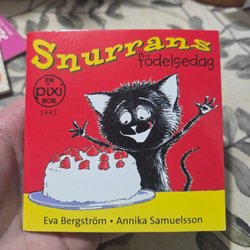 Snurrans
födelsedag
EN
pixi
BOK
1445
Eva Bergström • Annika Samuelsson